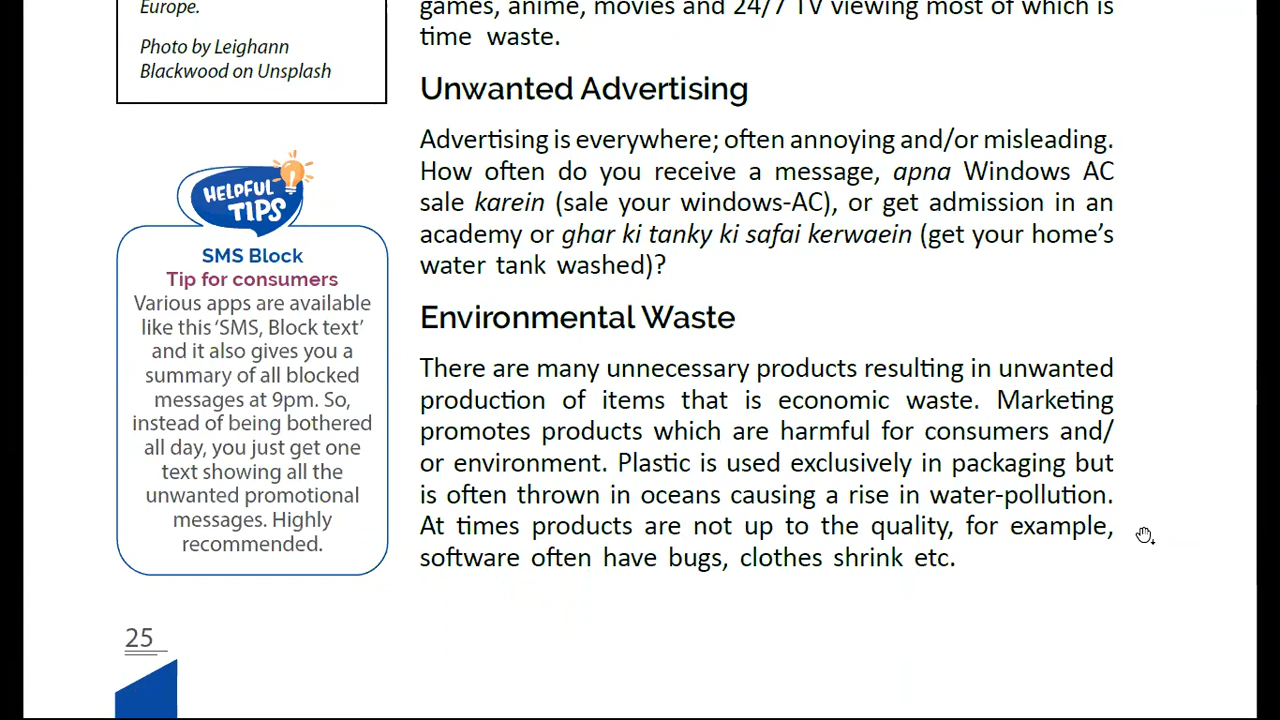 Europe.
Photo by Leighann
Blackwood on Unsplash
HELPFUL
TIPS
SMS Block
Tip for consumers
Various apps are available
like this ‘SMS, Block text’
and it also gives you a
summary of all blocked
messages at 9pm. So,
instead of being bothered
all day, you just get one
text showing all the
unwanted promotional
messages. Highly
recommended.
games, anime, movies and 24/7 TV viewing most of which is
time waste.
Unwanted Advertising
Advertising is everywhere; often annoying and/or misleading.
How often do you receive a message, apna Windows AC
sale karein (sale your windows-AC), or get admission in an
academy or ghar ki tanky ki safai kerwaein (get your home’s
water tank washed)?
Environmental Waste
There are many unnecessary products resulting in unwanted
production of items that is economic waste. Marketing
promotes products which are harmful for consumers and/
or environment. Plastic is used exclusively in packaging but
is often thrown in oceans causing a rise in water-pollution.
At times products are not up to the quality, for example,
software often have bugs, clothes shrink etc.
25